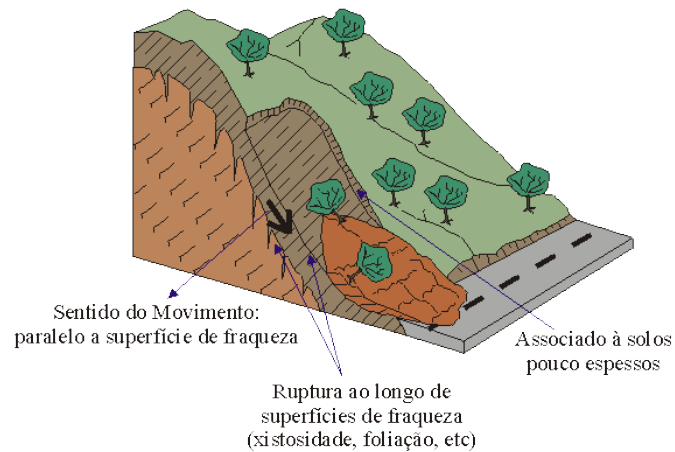 Sentido do Movimento:
paralelo a superfície de fraqueza
Associado à solos
pouco espessos
Ruptura ao longo de
superfícies de fraqueza
(xistosidade, foliação, etc)